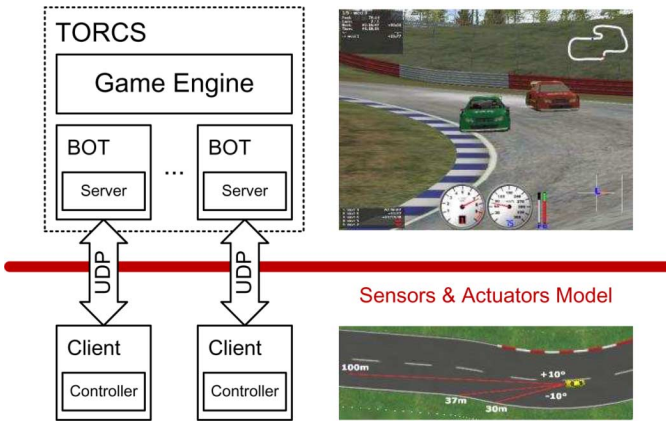 TORCS
Game Engine
BOT
...
BOT
Server
Server
UDP
UDP
Sensors & Actuators Model
Client
Client
Controller
Controller
100m
+10°
-10°
37m
30m